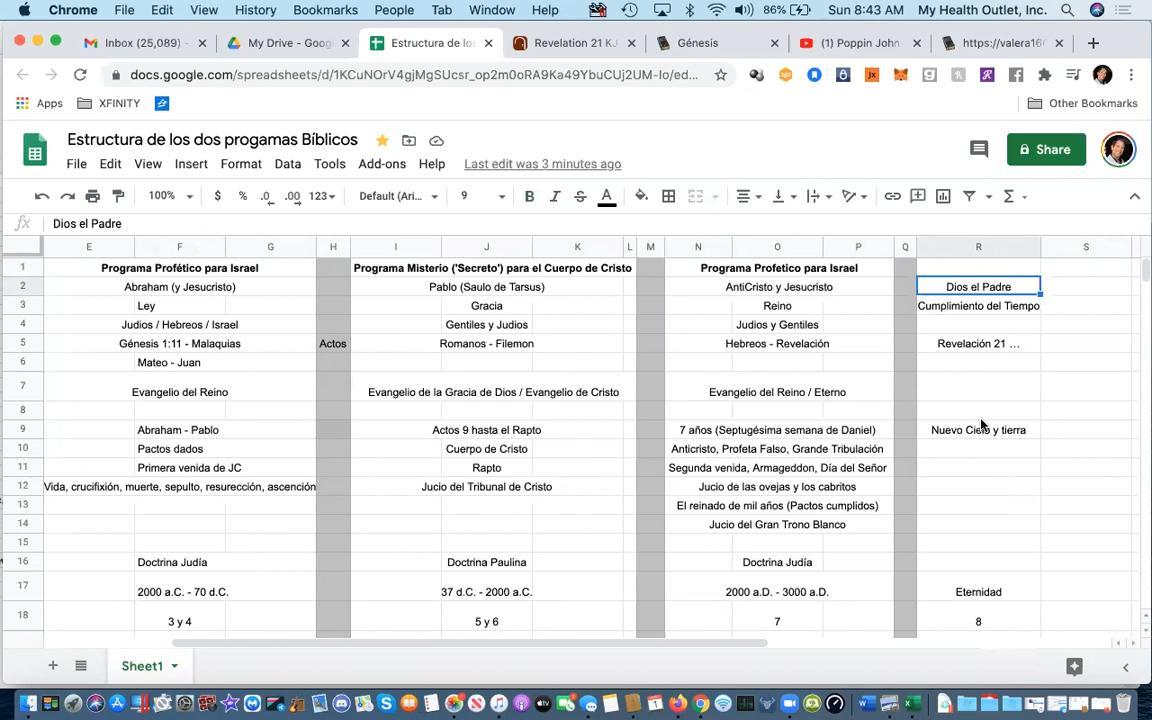 Chrome File Edit View History Bookmarks People Tab Window Help 86% Sun 8:43 AM My Health Outlet, Inc.
Inbox (25,089) - My Drive - Googl Estructura de los Revelation 21 KJ Génesis (1) Poppin John https://valera16
docs.google.com/spreadsheets/d/1KCuNOrV4gjMgSUcsr_op2m0oRA9Ka49YbuCUj2UM-Io/ed...
Apps XFINITY Other Bookmarks
Estructura de los dos progamas Bíblicos
File Edit View Insert Format Data Tools Add-ons Help Last edit was 3 minutes ago Share
100% $ % .0 .00 123 Default (Ari... 9 B I S A
fx Dios el Padre
E F G H I J K L M N O P Q R S
1 Programa Profético para Israel Programa Misterio ('Secreto') para el Cuerpo de Cristo Programa Profetico para Israel
2 Abraham (y Jesucristo) Pablo (Saulo de Tarsus) AntiCristo y Jesucristo Dios el Padre
3 Ley Gracia Reino Cumplimiento del Tiempo
4 Judios / Hebreos / Israel Gentiles y Judios Judios y Gentiles
5 Génesis 1:11 - Malaquias Actos Romanos - Filemon Hebreos - Revelación Revelación 21 ...
6 Mateo - Juan
7 Evangelio del Reino Evangelio de la Gracia de Dios / Evangelio de Cristo Evangelio del Reino / Eterno
8
9 Abraham - Pablo Actos 9 hasta el Rapto 7 años (Septugésima semana de Daniel) Nuevo Cielo y tierra
10 Pactos dados Cuerpo de Cristo Anticristo, Profeta Falso, Grande Tribulación
11 Primera venida de JC Rapto Segunda venida, Armageddon, Día del Señor
12 Vida, crucifixión, muerte, sepulto, resurección, ascención Jucio del Tribunal de Cristo Jucio de las ovejas y los cabritos
13 El reinado de mil años (Pactos cumplidos)
14 Jucio del Gran Trono Blanco
15
16 Doctrina Judía Doctrina Paulina Doctrina Judía
17 2000 a.C. - 70 d.C. 37 d.C. - 2000 a.C. 2000 a.D. - 3000 a.D. Eternidad
18 3 y 4 5 y 6 7 8
Sheet1